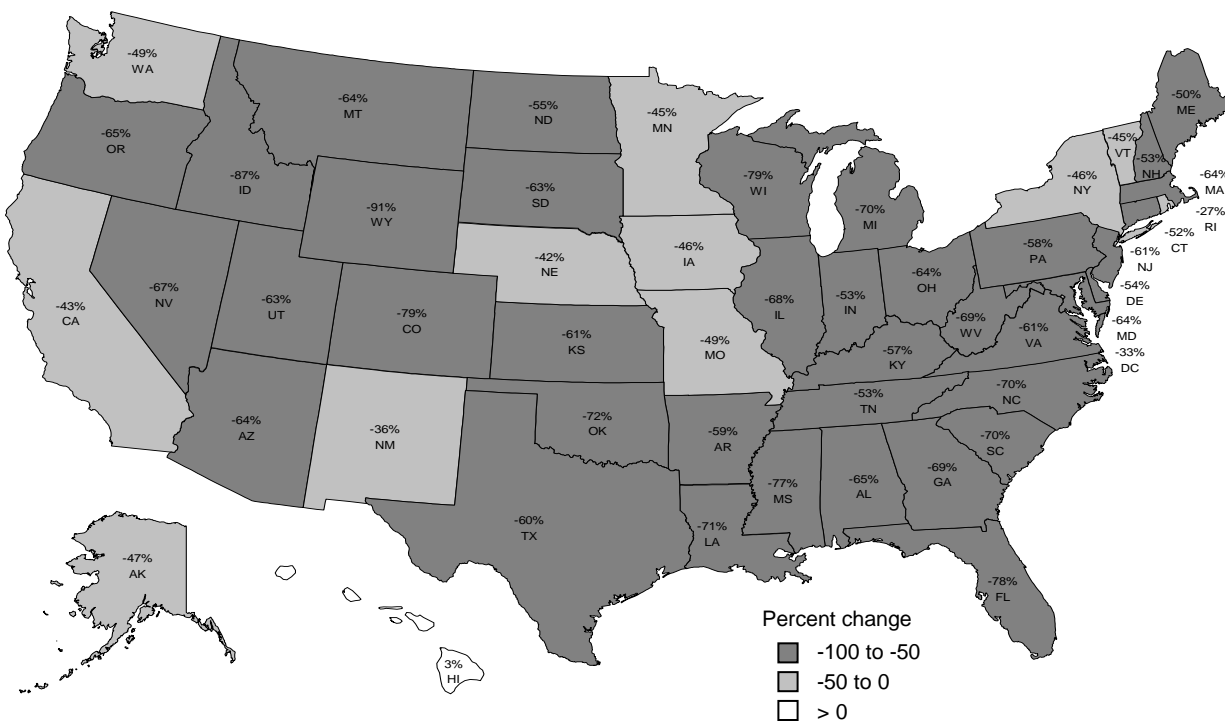 -49%
WA
-65%
OR
-43%
CA
-87%
ID
-67%
NV
-64%
MT
-91%
WY
-63%
UT
-79%
CO
-64%
AZ
-36%
NM
-55%
ND
-63%
SD
-42%
NE
-61%
KS
-72%
OK
-60%
TX
-45%
MN
-46%
IA
-49%
MO
-59%
AR
-71%
LA
-79%
WI
-68%
IL
-70%
MI
-53%
IN
-64%
OH
-57%
KY
-53%
TN
-77%
MS
-65%
AL
-69%
GA
-78%
FL
-70%
SC
-70%
NC
-61%
VA
-69%
WV
-58%
PA
-46%
NY
-45%
VT
-53%
NH
-50%
ME
-64%
MA
-27%
RI
-52%
CT
-61%
NJ
-54%
DE
-64%
MD
-33%
DC
-47%
AK
3%
HI
Percent change
-100 to -50
-50 to 0
> 0